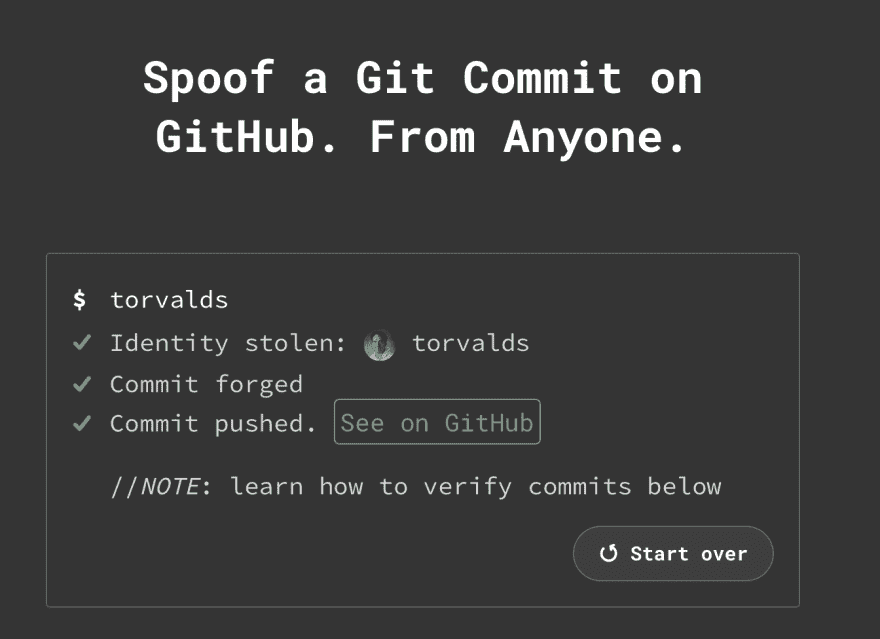 Spoof a Git Commit on
GitHub. From Anyone.
$ torvalds
✓ Identity stolen: torvalds
✓ Commit forged
✓ Commit pushed. See on GitHub
//NOTE: learn how to verify commits below
Start over